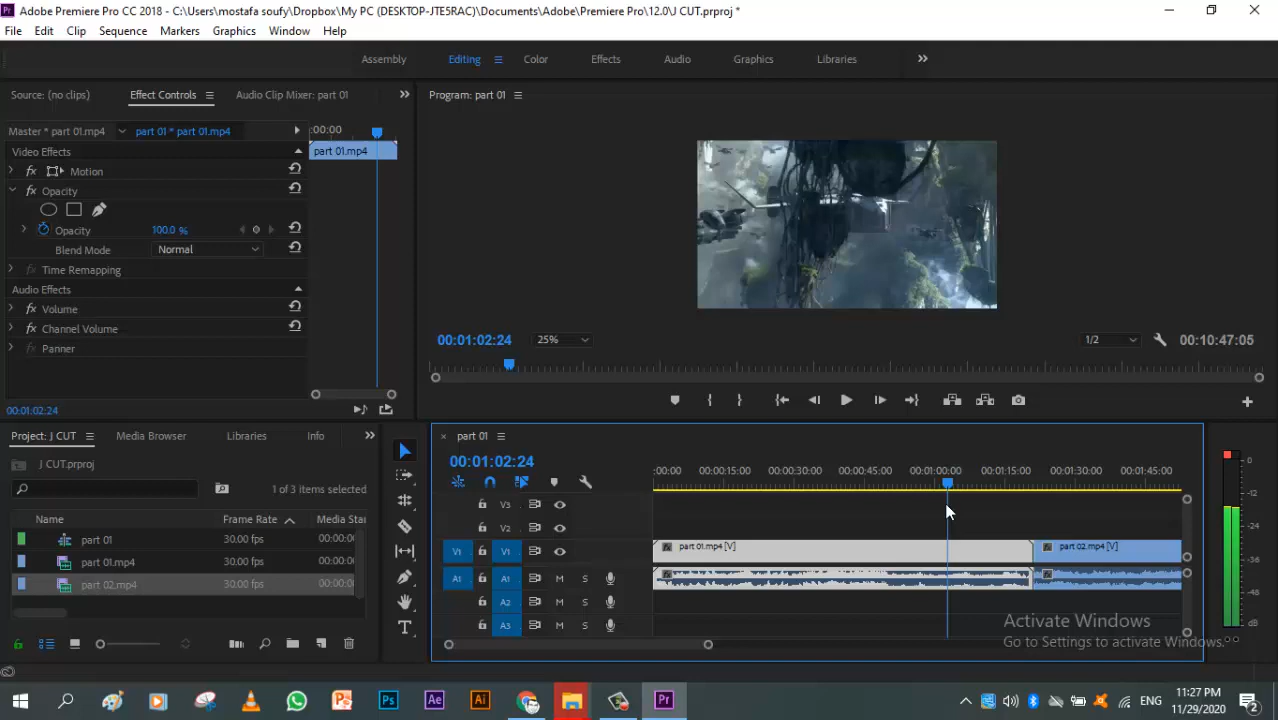 Adobe Premiere Pro CC 2018 - C:\Users\mostafa soufy\Dropbox\My PC (DESKTOP-JTE5RAC)\Documents\Adobe\Premiere Pro\12.0\J CUT.prproj *
File Edit Clip Sequence Markers Graphics Window Help
Assembly Editing Color Effects Audio Graphics Libraries
Source: (no clips) Effect Controls Audio Clip Mixer: part 01
Program: part 01
Master * part 01.mp4 part 01 * part 01.mp4
:00:00
Video Effects
part 01.mp4
fx Motion
fx Opacity
Opacity 100.0 %
Blend Mode Normal
fx Time Remapping
Audio Effects
fx Volume
fx Channel Volume
Panner
00:01:02:24
00:01:02:24 25% 1/2 00:10:47:05
Project: J CUT Media Browser Libraries Info
J CUT.prproj
1 of 3 items selected
Name Frame Rate Media Star
part 01 30.00 fps 00:00:0
part 01.mp4 30.00 fps 00:00:0
part 02.mp4 30.00 fps 00:00:0
part 01
00:01:02:24
:00:00 00:00:15:00 00:00:30:00 00:00:45:00 00:01:00:00 00:01:15:00 00:01:30:00 00:01:45:00
V3
V2
V1 V1 part 01.mp4 [V] part 02.mp4 [V]
A1 A1 M S
A2 M S
A3 M S
0
-12
-24
-36
-48
dB
Activate Windows
Go to Settings to activate Windows.
Ps Ae Ai Pr
ENG
11:27 PM
11/29/2020
2